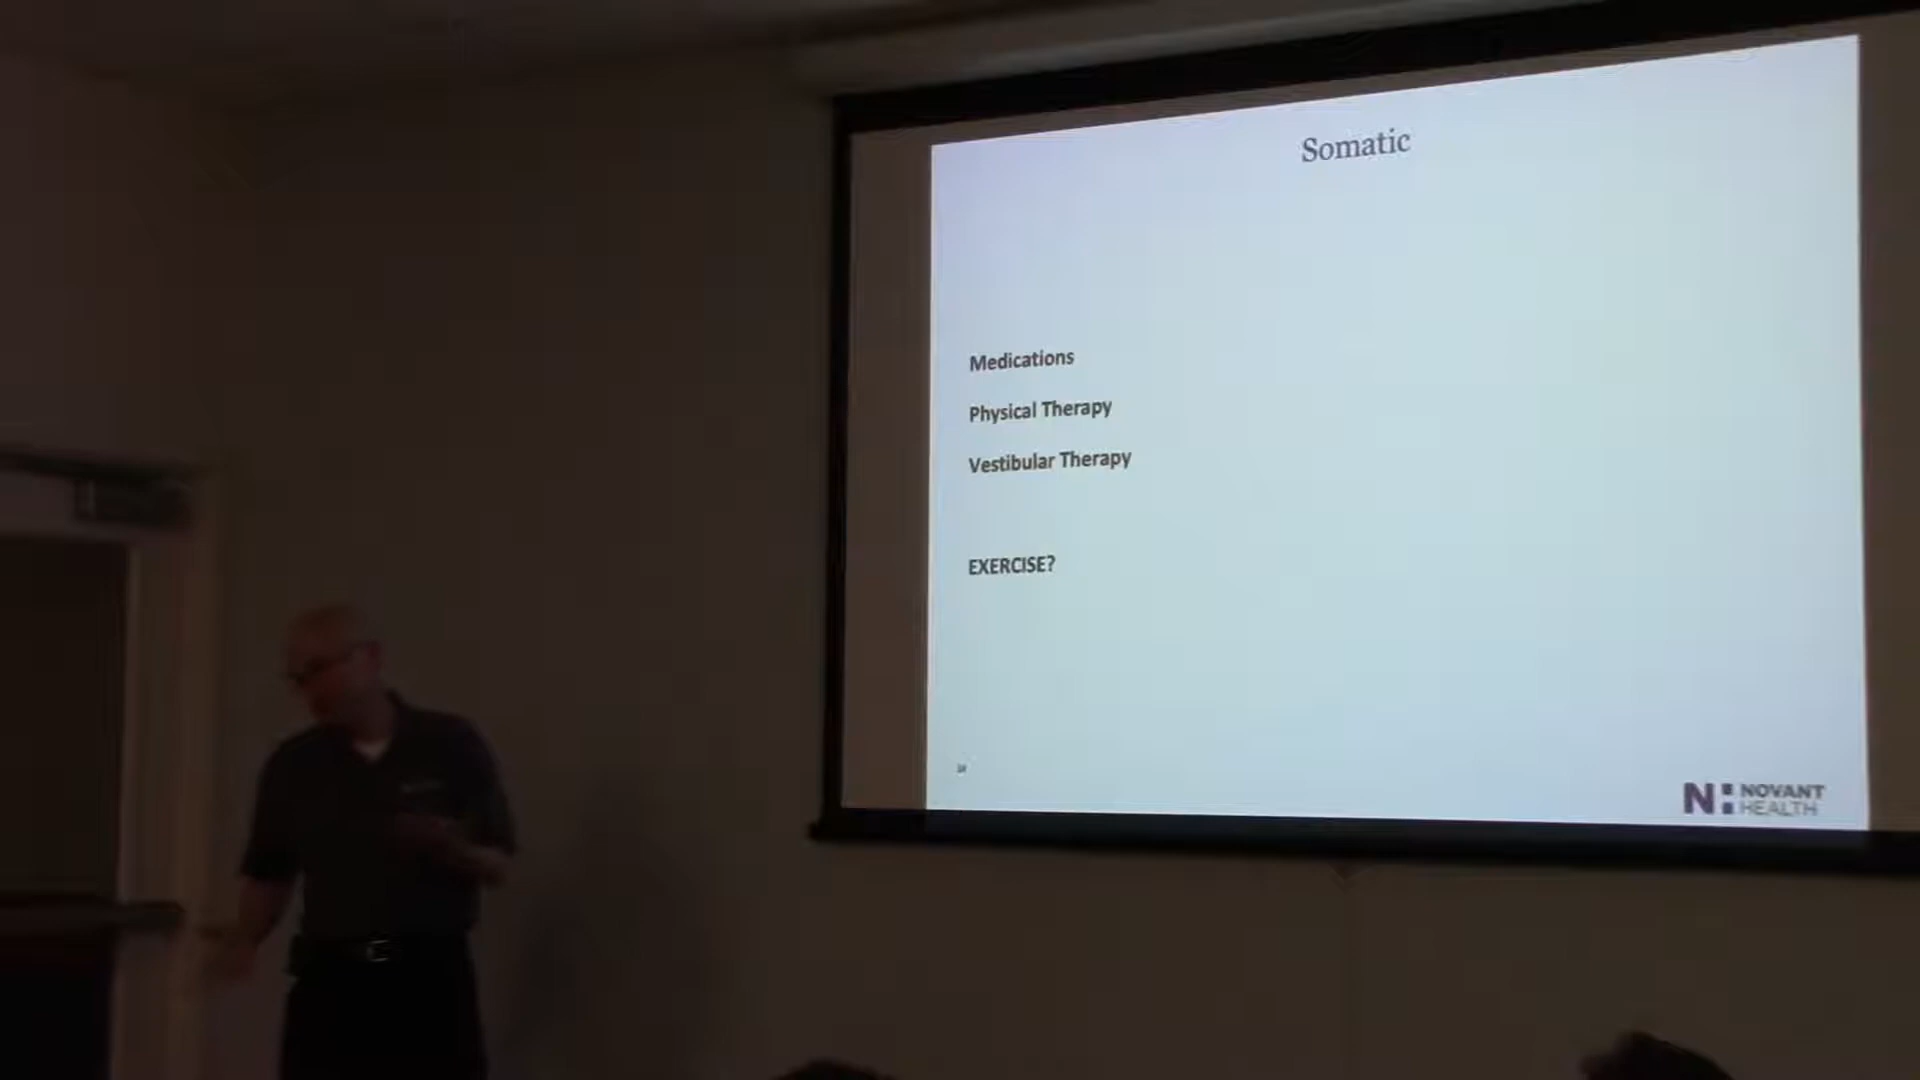 Somatic
Medications
Physical Therapy
Vestibular Therapy
EXERCISE?
NOVANT
HEALTH